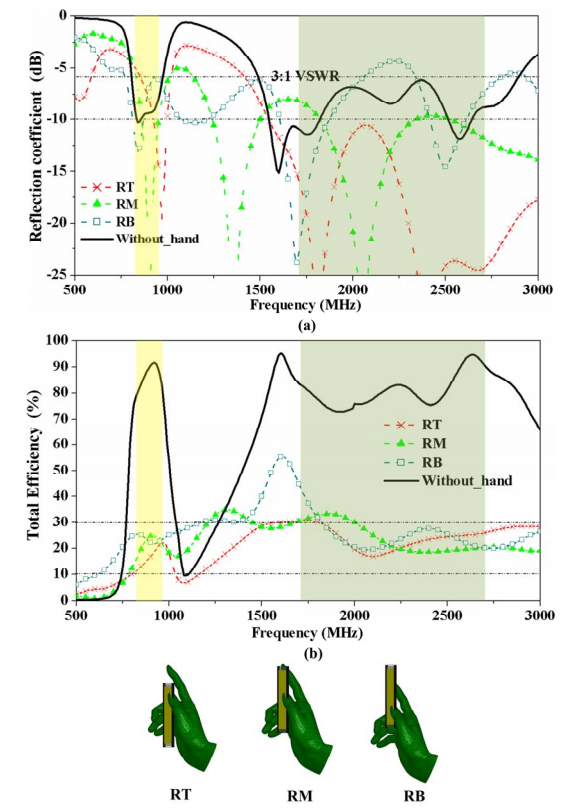 0
-5
-10
-15
-20
-25
Reflection coefficient (dB)
3:1 VSWR
RT
RM
RB
Without_hand
500 1000 1500 2000 2500 3000
Frequency (MHz)
(a)
100
90
80
70
60
50
40
30
20
10
0
Total Efficiency (%)
RT
RM
RB
Without_hand
500 1000 1500 2000 2500 3000
Frequency (MHz)
(b)
RT RM RB